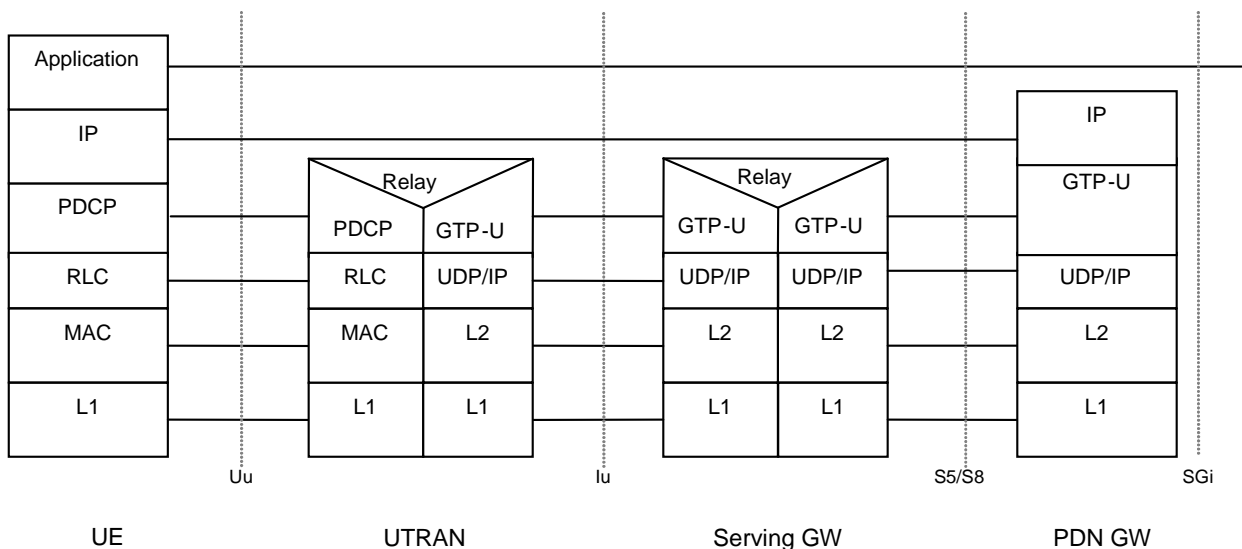 Application
IP
PDCP
RLC
MAC
L1
Relay
PDCP
GTP-U
RLC
UDP/IP
MAC
L2
L1
L1
Relay
GTP-U
GTP-U
UDP/IP
UDP/IP
L2
L2
L1
L1
IP
GTP-U
UDP/IP
L2
L1
Uu
Iu
S5/S8
SGi
UE
UTRAN
Serving GW
PDN GW